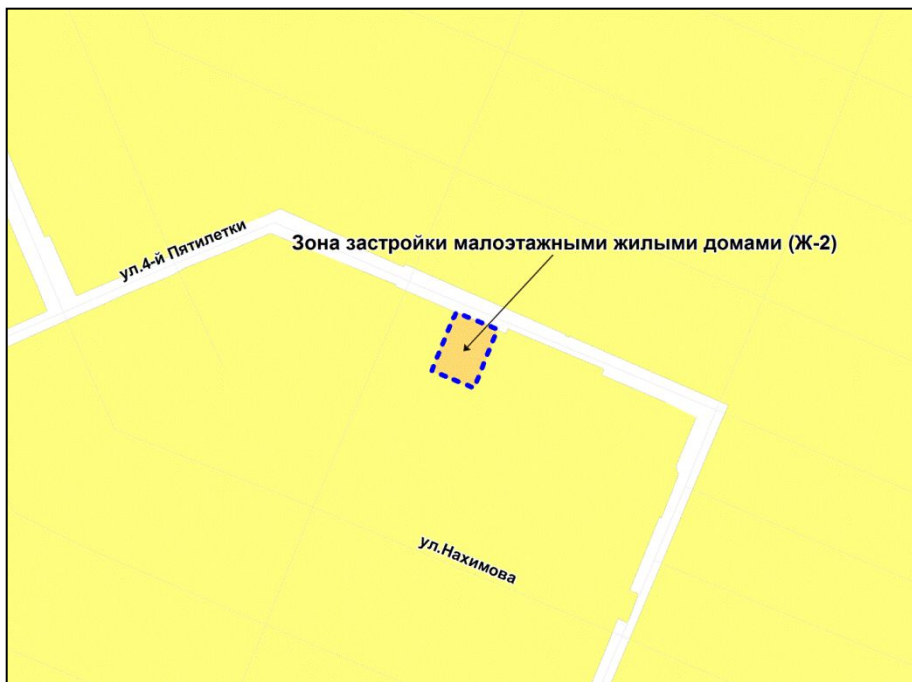 ул.4-й Пятилетки
Зона застройки малоэтажными жилыми домами (Ж-2)
ул.Нахимова